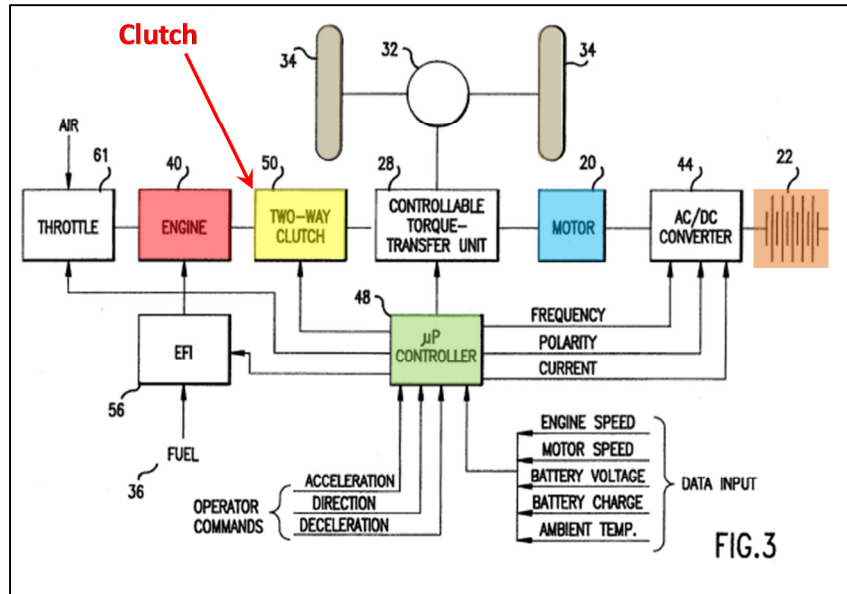 Clutch
34
32
34
AIR
61
40
50
28
20
44
22
THROTTLE
ENGINE
TWO-WAY
CLUTCH
CONTROLLABLE
TORQUE-
TRANSFER UNIT
MOTOR
AC/DC
CONVERTER
48
μP
CONTROLLER
FREQUENCY
POLARITY
CURRENT
EFI
56
FUEL
36
ENGINE SPEED
MOTOR SPEED
BATTERY VOLTAGE
BATTERY CHARGE
AMBIENT TEMP.
DATA INPUT
OPERATOR
COMMANDS
ACCELERATION
DIRECTION
DECELERATION
FIG.3